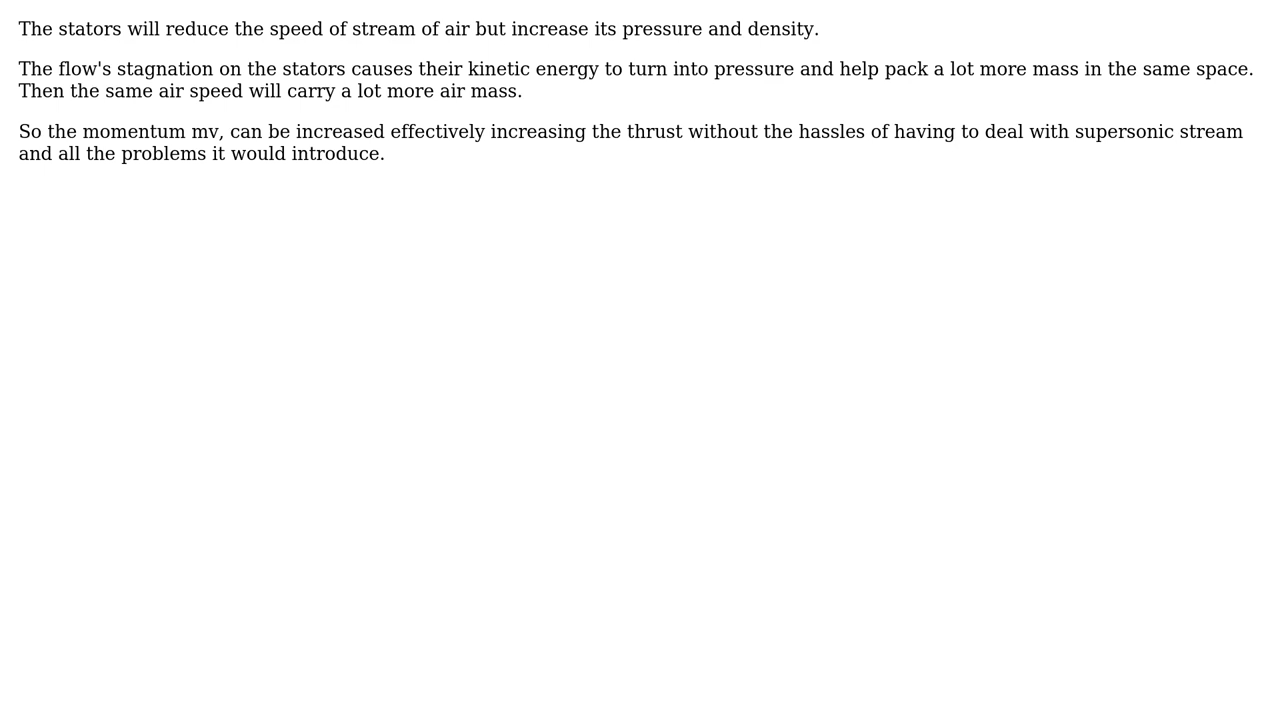 The stators will reduce the speed of stream of air but increase its pressure and density.
The flow's stagnation on the stators causes their kinetic energy to turn into pressure and help pack a lot more mass in the same space.
Then the same air speed will carry a lot more air mass.
So the momentum mv, can be increased effectively increasing the thrust without the hassles of having to deal with supersonic stream
and all the problems it would introduce.